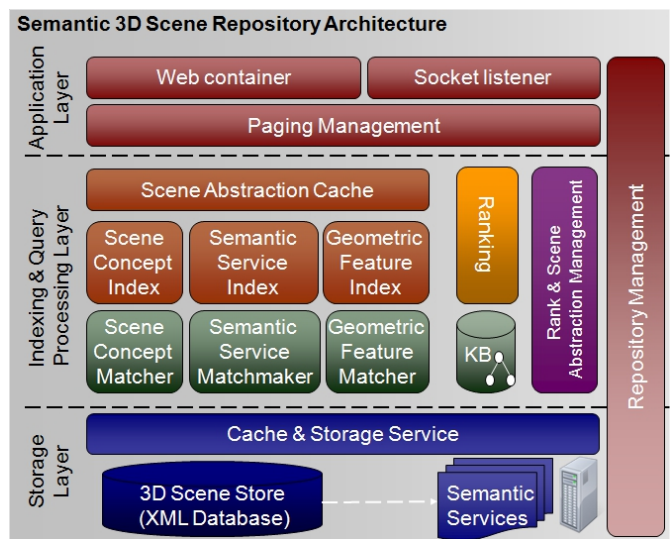 Semantic 3D Scene Repository Architecture
Application
Layer
Web container
Socket listener
Paging Management
Repository Management
Indexing & Query
Processing Layer
Scene Abstraction Cache
Scene
Concept
Index
Semantic
Service
Index
Geometric
Feature
Index
Ranking
Rank & Scene
Abstraction Management
Scene
Concept
Matcher
Semantic
Service
Matchmaker
Geometric
Feature
Matcher
KB
Storage
Layer
Cache & Storage Service
3D Scene Store
(XML Database)
Semantic
Services